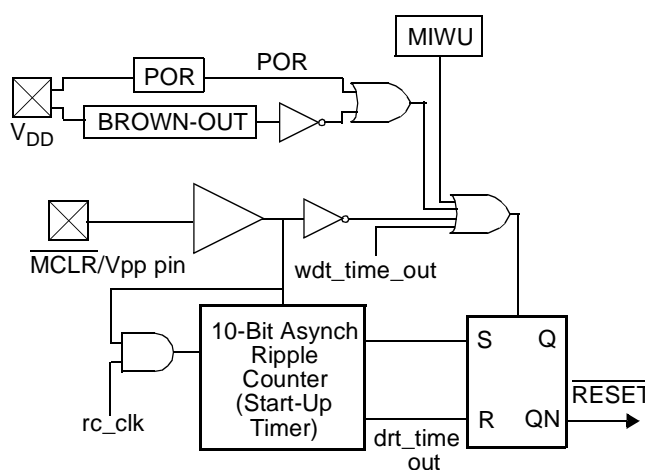 MIWU
POR
POR
BROWN-OUT
VDD
MCLR/Vpp pin
wdt_time_out
10-Bit Asynch
Ripple
Counter
(Start-Up
Timer)
rc_clk
S Q
R QN
RESET
drt_time
out